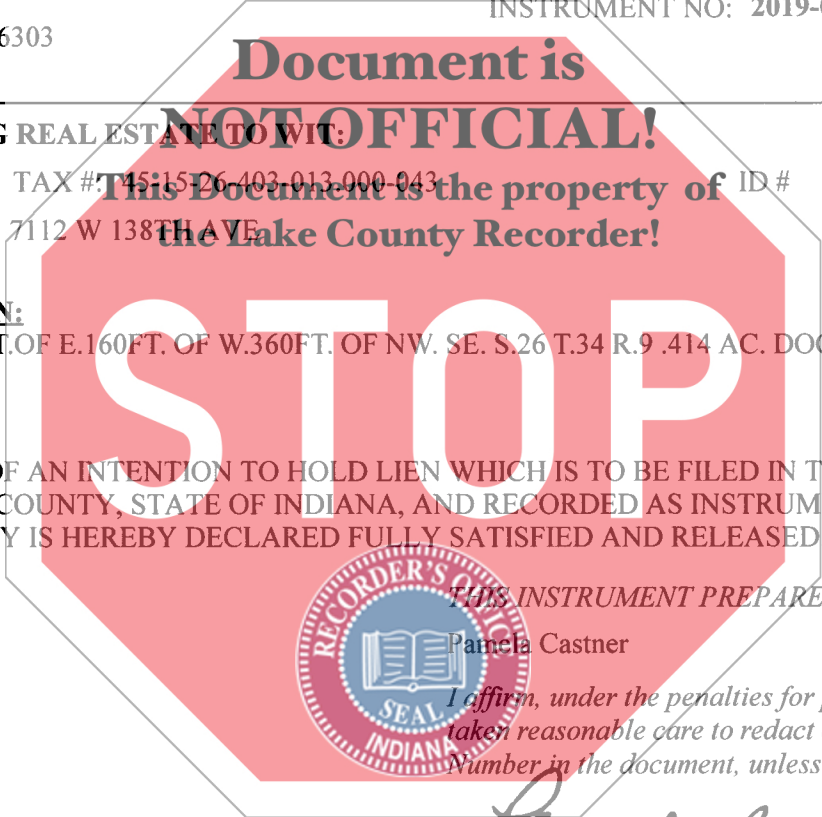 INSTRUMENT NO: 2019-
6303
Document is
NOT OFFICIAL!
G REAL ESTATE TO WIT:
TAX #: 45-15-26-403-013.000-043 ID #
This Document is the property of
7112 W 138TH AVE
the Lake County Recorder!
N:
T.OF E.160FT. OF W.360FT. OF NW. SE. S.26 T.34 R.9 .414 AC. DOC
STOP
OF AN INTENTION TO HOLD LIEN WHICH IS TO BE FILED IN T
COUNTY, STATE OF INDIANA, AND RECORDED AS INSTRUM
Y IS HEREBY DECLARED FULLY SATISFIED AND RELEASED
RECORDER'S OFFICE
SEAL
INDIANA
THIS INSTRUMENT PREPARE
Pamela Castner
I affirm, under the penalties for
taken reasonable care to redact
Number in the document, unless